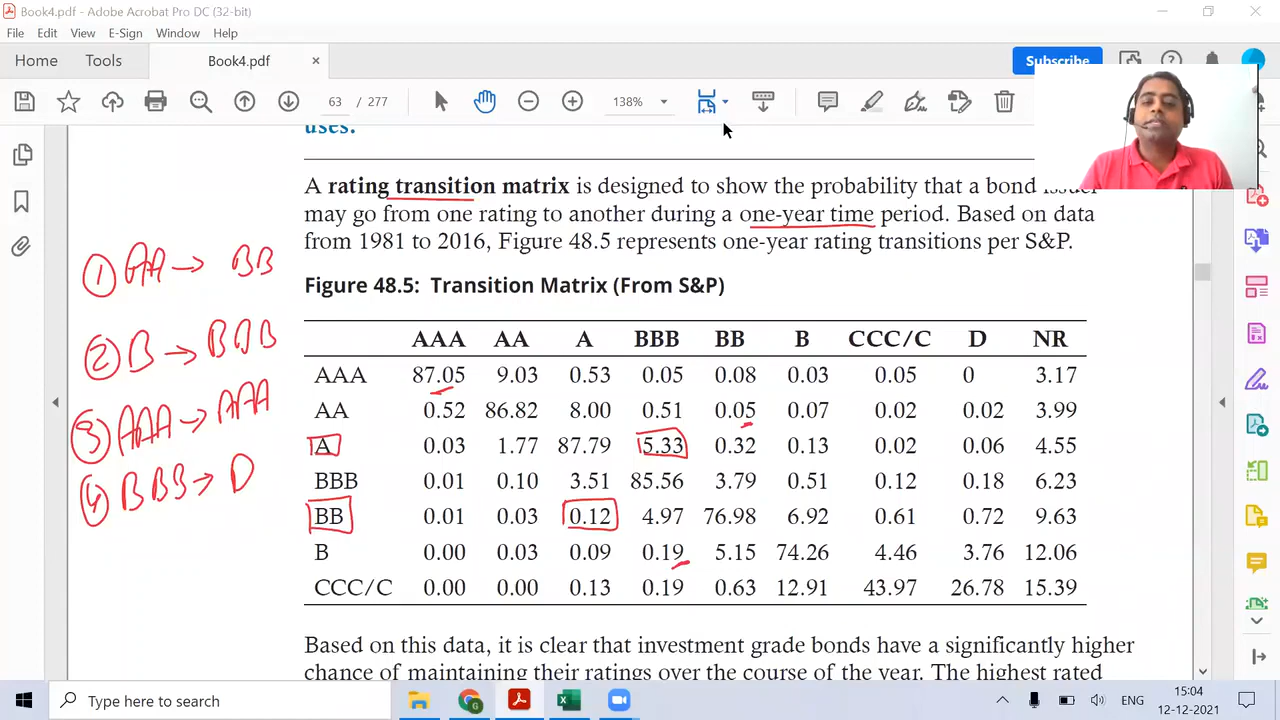 Book4.pdf - Adobe Acrobat Pro DC (32-bit)
File Edit View E-Sign Window Help
Home Tools Book4.pdf × Subscribe
63 / 277 138%
uses.
A rating transition matrix is designed to show the probability that a bond issuer
may go from one rating to another during a one-year time period. Based on data
from 1981 to 2016, Figure 48.5 represents one-year rating transitions per S&P.
Figure 48.5: Transition Matrix (From S&P)
AAA AA A BBB BB B CCC/C D NR
AAA 87.05 9.03 0.53 0.05 0.08 0.03 0.05 0 3.17
AA 0.52 86.82 8.00 0.51 0.05 0.07 0.02 0.02 3.99
A 0.03 1.77 87.79 5.33 0.32 0.13 0.02 0.06 4.55
BBB 0.01 0.10 3.51 85.56 3.79 0.51 0.12 0.18 6.23
BB 0.01 0.03 0.12 4.97 76.98 6.92 0.61 0.72 9.63
B 0.00 0.03 0.09 0.19 5.15 74.26 4.46 3.76 12.06
CCC/C 0.00 0.00 0.13 0.19 0.63 12.91 43.97 26.78 15.39
Based on this data, it is clear that investment grade bonds have a significantly higher
chance of maintaining their ratings over the course of the year. The highest rated
① AA → BB
② B → BBB
③ AAA → AAA
④ BBB → D
Type here to search
ENG
15:04
12-12-2021